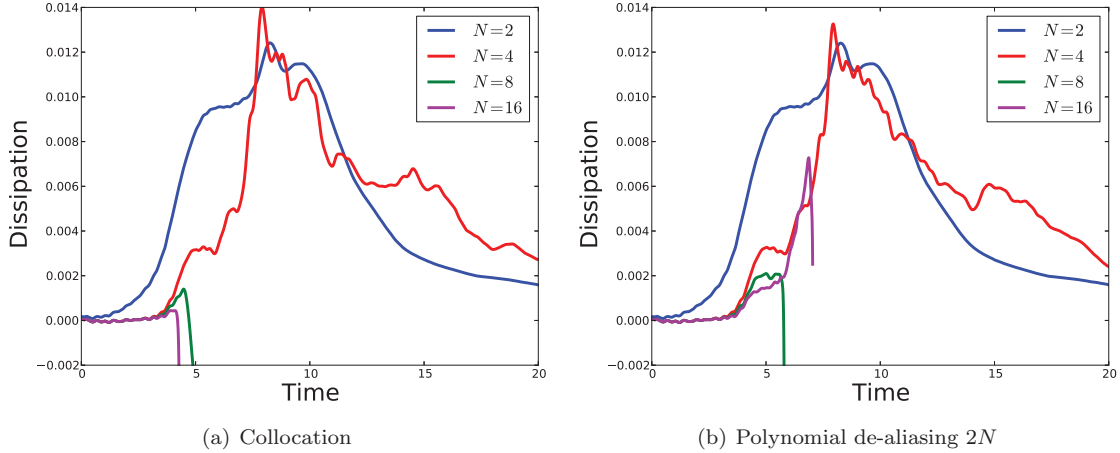 0.014
0.012
0.010
0.008
0.006
0.004
0.002
0.000
−0.002
Dissipation
0 5 10 15 20
Time
N=2
N=4
N=8
N=16
(a) Collocation
0.014
0.012
0.010
0.008
0.006
0.004
0.002
0.000
−0.002
Dissipation
0 5 10 15 20
Time
N=2
N=4
N=8
N=16
(b) Polynomial de-aliasing 2N